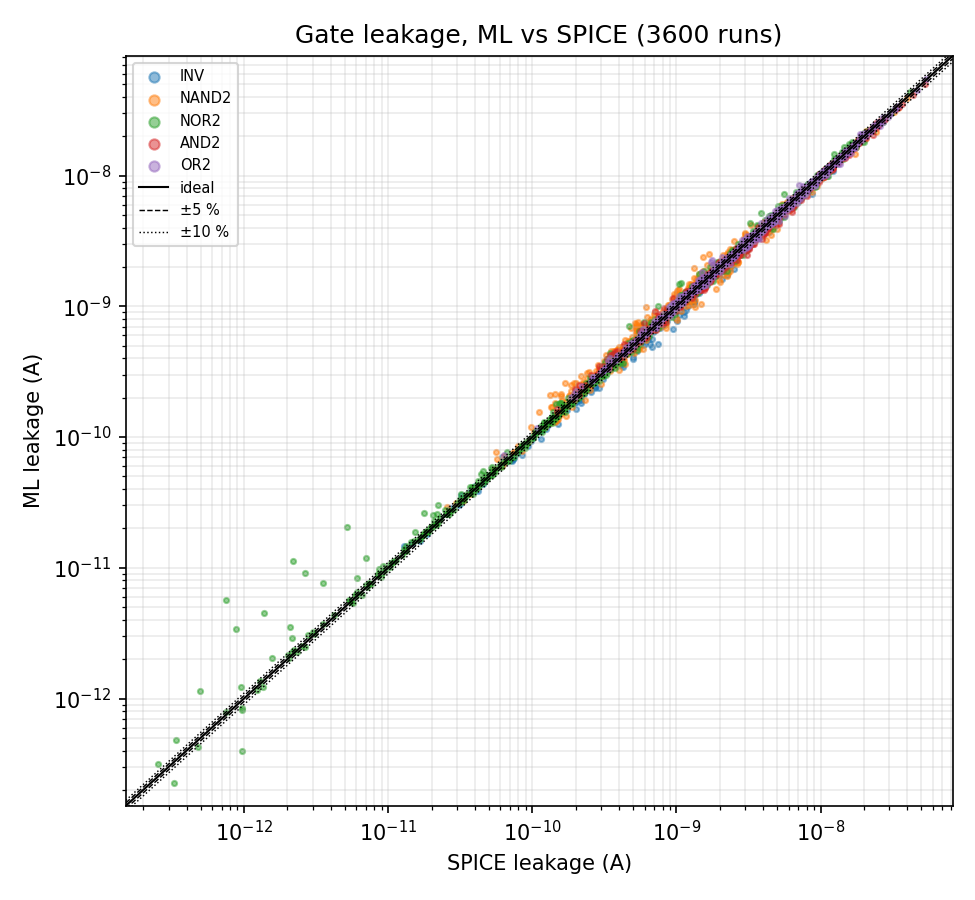 Gate leakage, ML vs SPICE (3600 runs)
INV
NAND2
NOR2
AND2
OR2
ideal
±5 %
±10 %
10⁻⁸
10⁻⁹
10⁻¹⁰
10⁻¹¹
10⁻¹²
ML leakage (A)
10⁻¹² 10⁻¹¹ 10⁻¹⁰ 10⁻⁹ 10⁻⁸
SPICE leakage (A)